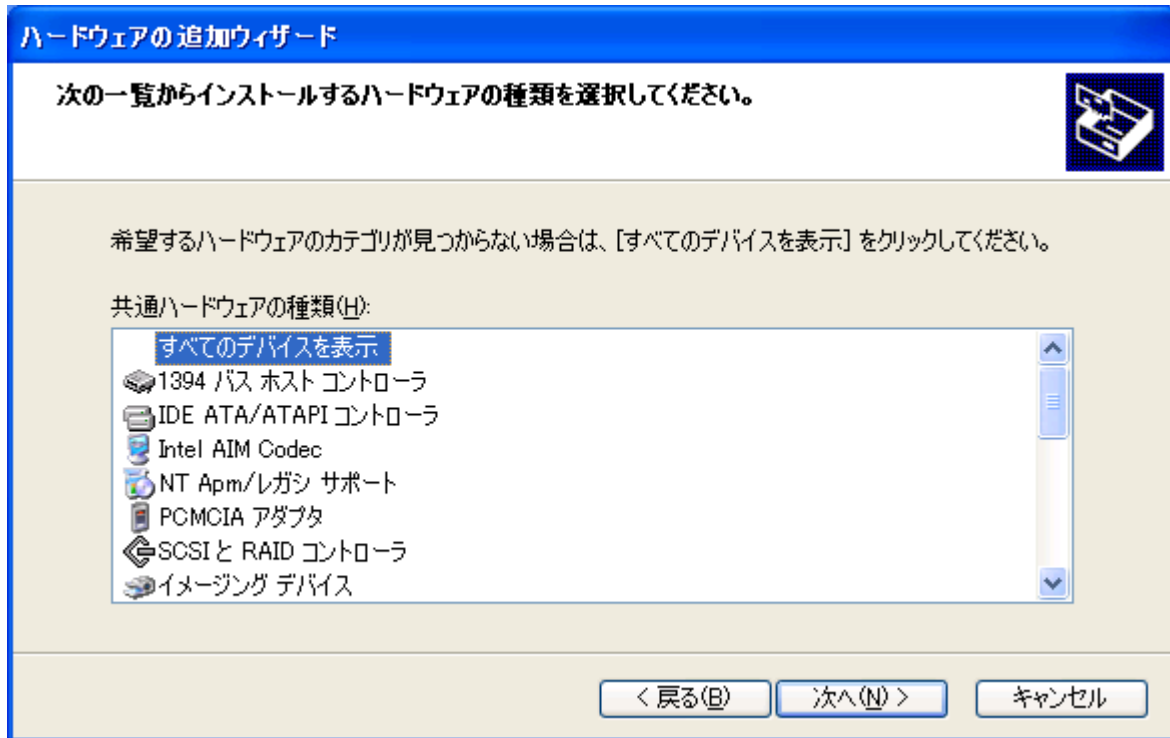 ハードウェアの追加ウィザード
次の一覧からインストールするハードウェアの種類を選択してください。
希望するハードウェアのカテゴリが見つからない場合は、[すべてのデバイスを表示] をクリックしてください。
共通ハードウェアの種類(H):
すべてのデバイスを表示
1394 バス ホスト コントローラ
IDE ATA/ATAPI コントローラ
Intel AIM Codec
NT Apm/レガシ サポート
PCMCIA アダプタ
SCSI と RAID コントローラ
イメージング デバイス
< 戻る(B) 次へ(N) > キャンセル